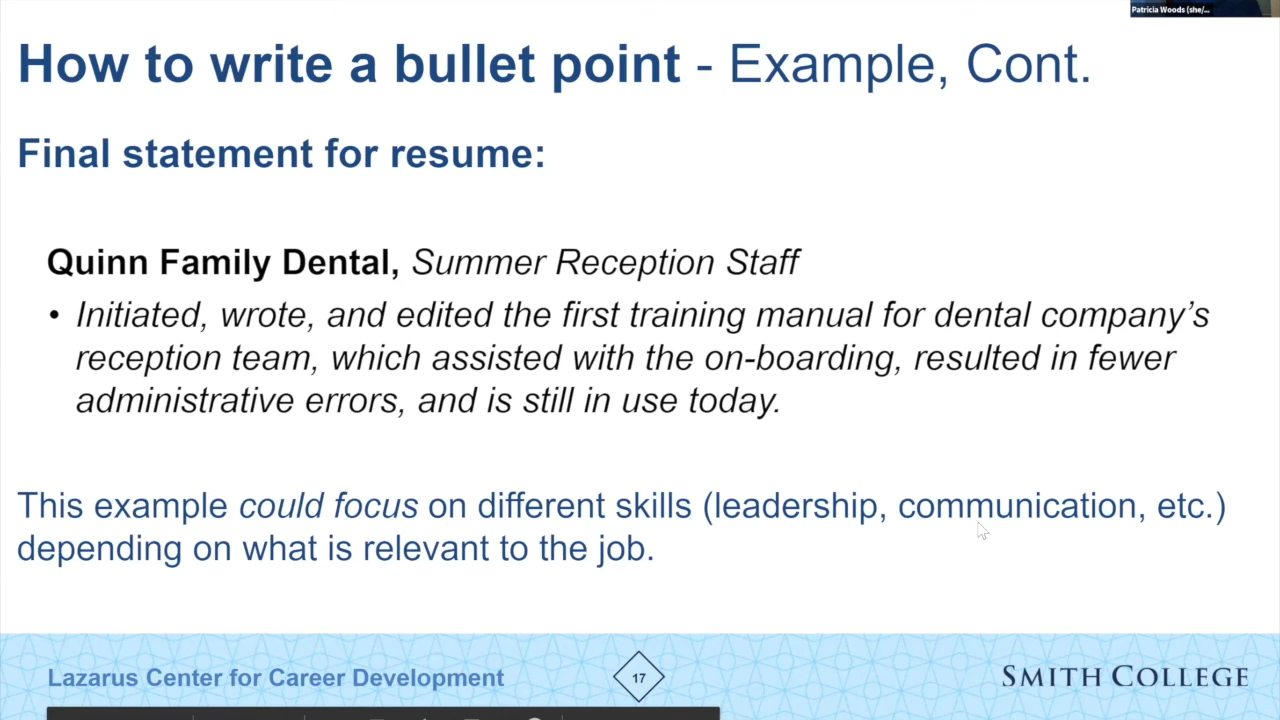 Patricia Woods (she/...
How to write a bullet point - Example, Cont.
Final statement for resume:
Quinn Family Dental, Summer Reception Staff
• Initiated, wrote, and edited the first training manual for dental company’s
reception team, which assisted with the on-boarding, resulted in fewer
administrative errors, and is still in use today.
This example could focus on different skills (leadership, communication, etc.)
depending on what is relevant to the job.
Lazarus Center for Career Development
17
SMITH COLLEGE